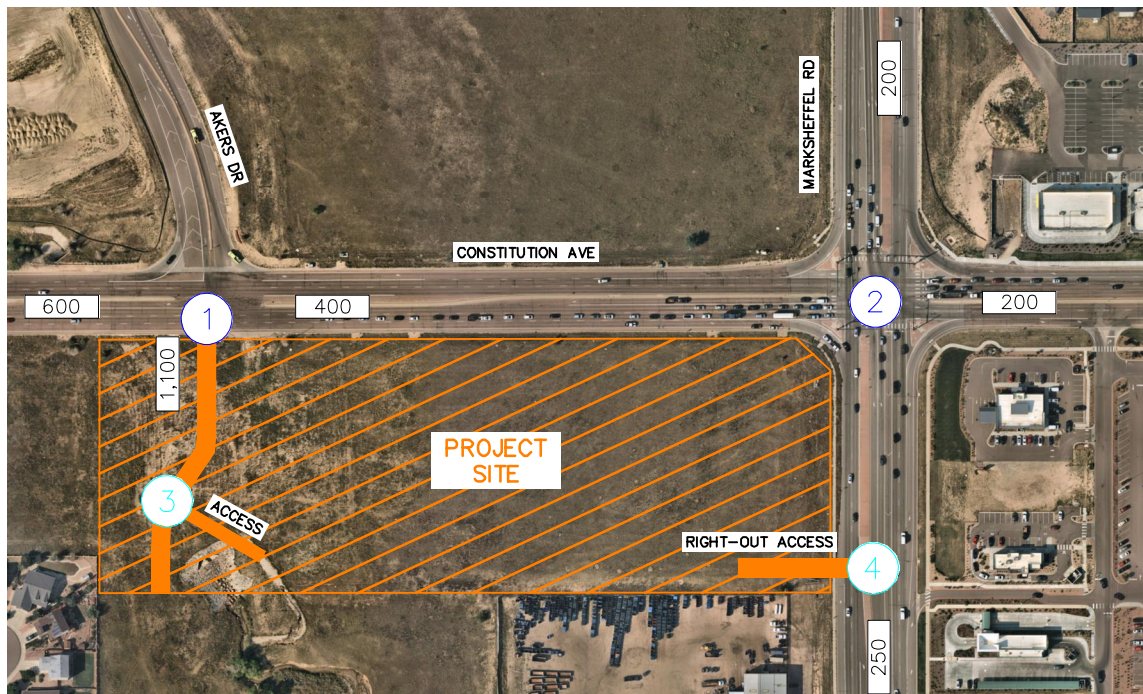 AKERS DR
MARKSHEFFEL RD
200
CONSTITUTION AVE
600
1
400
2
200
1,100
PROJECT
SITE
3
ACCESS
RIGHT-OUT ACCESS
4
250